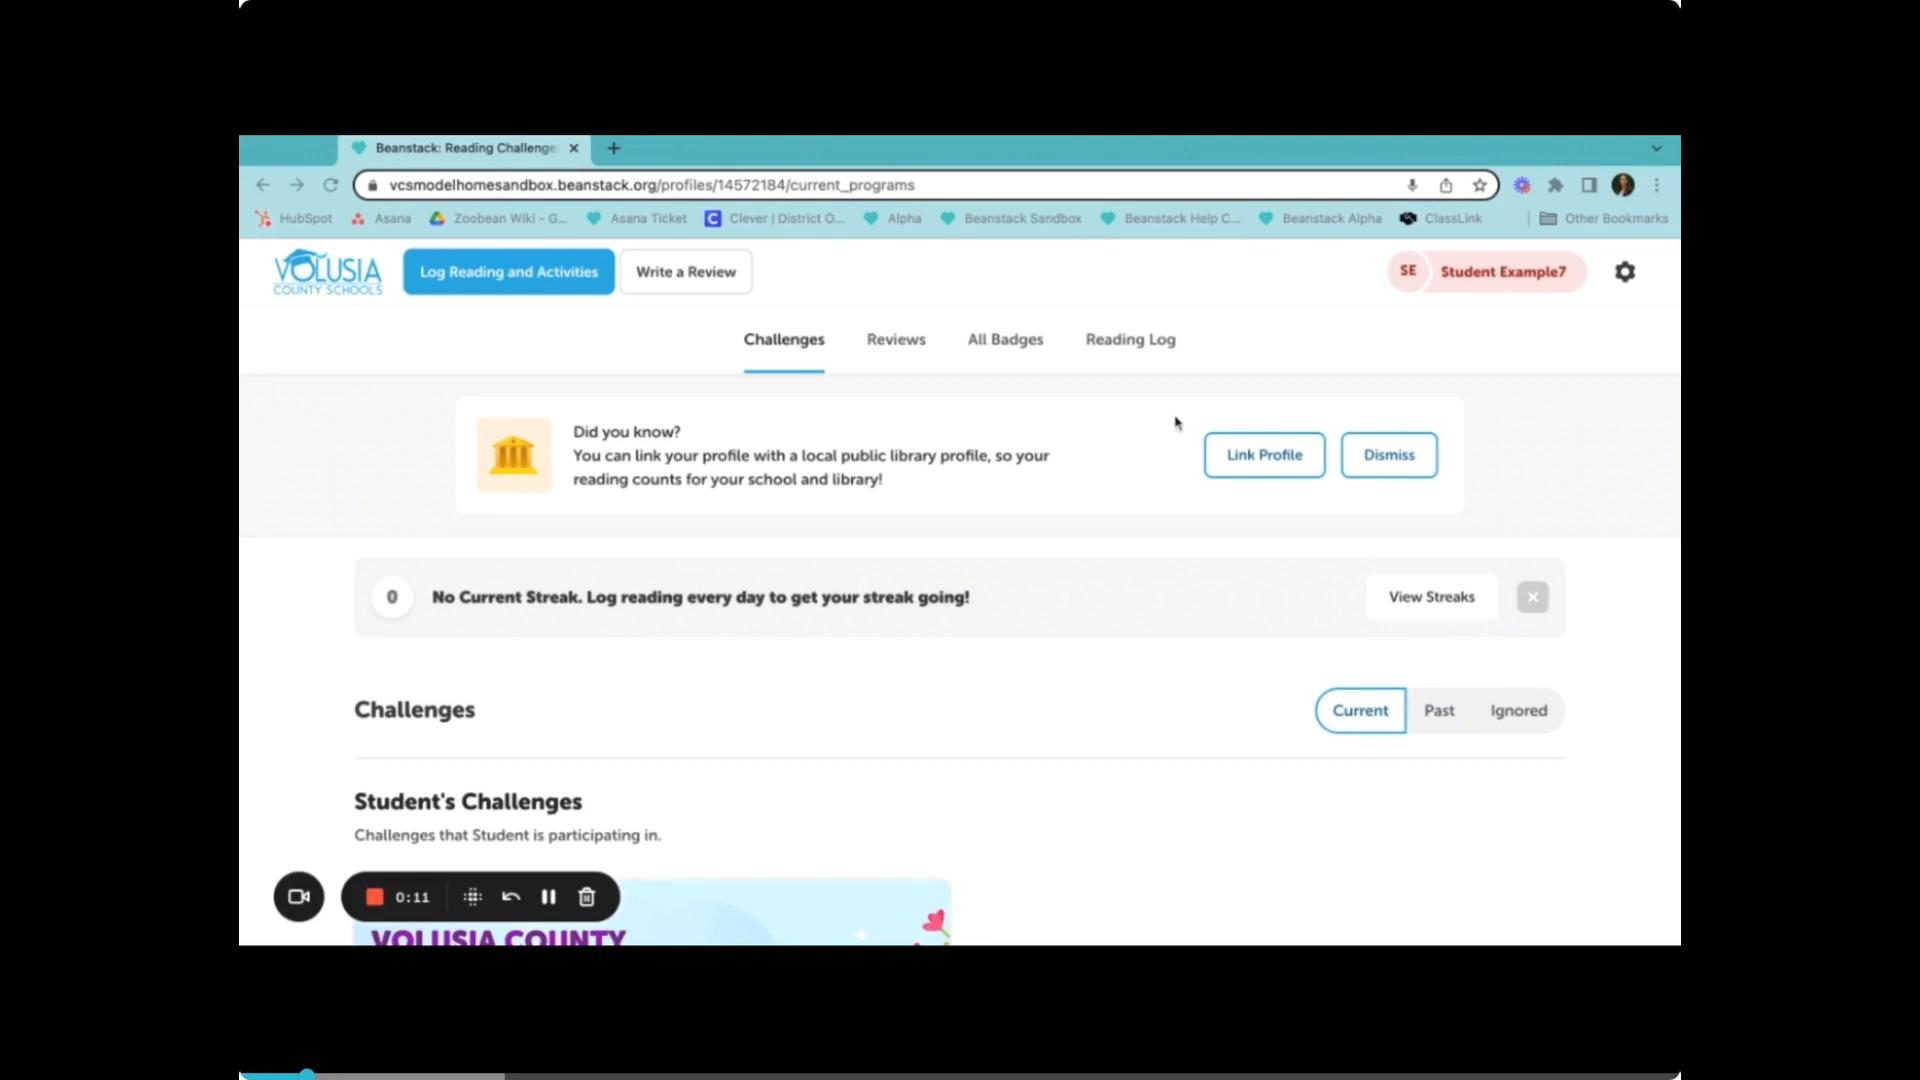 Beanstack: Reading Challenge
vcsmodelhomesandbox.beanstack.org/profiles/14572184/current_programs
HubSpot Asana Zoobean Wiki - G... Asana Ticket C Clever | District O... Alpha Beanstack Sandbox Beanstack Help C... Beanstack Alpha ClassLink Other Bookmarks
VOLUSIA
COUNTY SCHOOLS
Log Reading and Activities Write a Review SE Student Example7
Challenges Reviews All Badges Reading Log
Did you know?
You can link your profile with a local public library profile, so your
reading counts for your school and library!
Link Profile Dismiss
0 No Current Streak. Log reading every day to get your streak going! View Streaks
Challenges Current Past Ignored
Student's Challenges
Challenges that Student is participating in.
0:11
VOLUSIA COUNTY